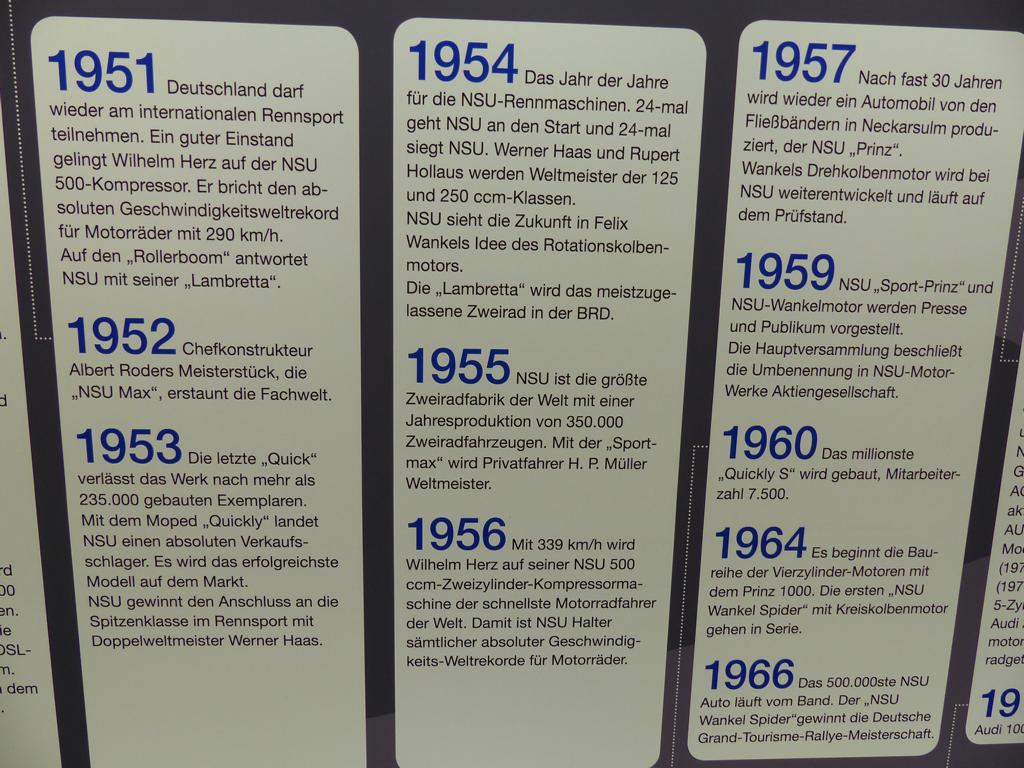 1951 Deutschland darf
wieder am internationalen Rennsport
teilnehmen. Ein guter Einstand
gelingt Wilhelm Herz auf der NSU
500-Kompressor. Er bricht den ab-
soluten Geschwindigkeitsweltrekord
für Motorräder mit 290 km/h.
Auf den „Rollerboom“ antwortet
NSU mit seiner „Lambretta“.
1952 Chefkonstrukteur
Albert Roders Meisterstück, die
„NSU Max“, erstaunt die Fachwelt.
1953 Die letzte „Quick“
verlässt das Werk nach mehr als
235.000 gebauten Exemplaren.
Mit dem Moped „Quickly“ landet
NSU einen absoluten Verkaufs-
schlager. Es wird das erfolgreichste
Modell auf dem Markt.
NSU gewinnt den Anschluss an die
Spitzenklasse im Rennsport mit
Doppelweltmeister Werner Haas.
1954 Das Jahr der Jahre
für die NSU-Rennmaschinen. 24-mal
geht NSU an den Start und 24-mal
siegt NSU. Werner Haas und Rupert
Hollaus werden Weltmeister der 125
und 250 ccm-Klassen.
NSU sieht die Zukunft in Felix
Wankels Idee des Rotationskolben-
motors.
Die „Lambretta“ wird das meistzuge-
lassene Zweirad in der BRD.
1955 NSU ist die größte
Zweiradfabrik der Welt mit einer
Jahresproduktion von 350.000
Zweiradfahrzeugen. Mit der „Sport-
max“ wird Privatfahrer H. P. Müller
Weltmeister.
1956 Mit 339 km/h wird
Wilhelm Herz auf seiner NSU 500
ccm-Zweizylinder-Kompressorma-
schine der schnellste Motorradfahrer
der Welt. Damit ist NSU Halter
sämtlicher absoluter Geschwindig-
keits-Weltrekorde für Motorräder.
1957 Nach fast 30 Jahren
wird wieder ein Automobil von den
Fließbändern in Neckarsulm produ-
ziert, der NSU „Prinz“.
Wankels Drehkolbenmotor wird bei
NSU weiterentwickelt und läuft auf
dem Prüfstand.
1959 NSU „Sport-Prinz“ und
NSU-Wankelmotor werden Presse
und Publikum vorgestellt.
Die Hauptversammlung beschließt
die Umbenennung in NSU-Motor-
Werke Aktiengesellschaft.
1960 Das millionste
„Quickly S“ wird gebaut, Mitarbeiter-
zahl 7.500.
1964 Es beginnt die Bau-
reihe der Vierzylinder-Motoren mit
dem Prinz 1000. Die ersten „NSU
Wankel Spider“ mit Kreiskolbenmotor
gehen in Serie.
1966 Das 500.000ste NSU
Auto läuft vom Band. Der „NSU
Wankel Spider“gewinnt die Deutsche
Grand-Tourisme-Rallye-Meisterschaft.
(197
(197
5-Zy
Audi
motor
radget
19
Audi 100